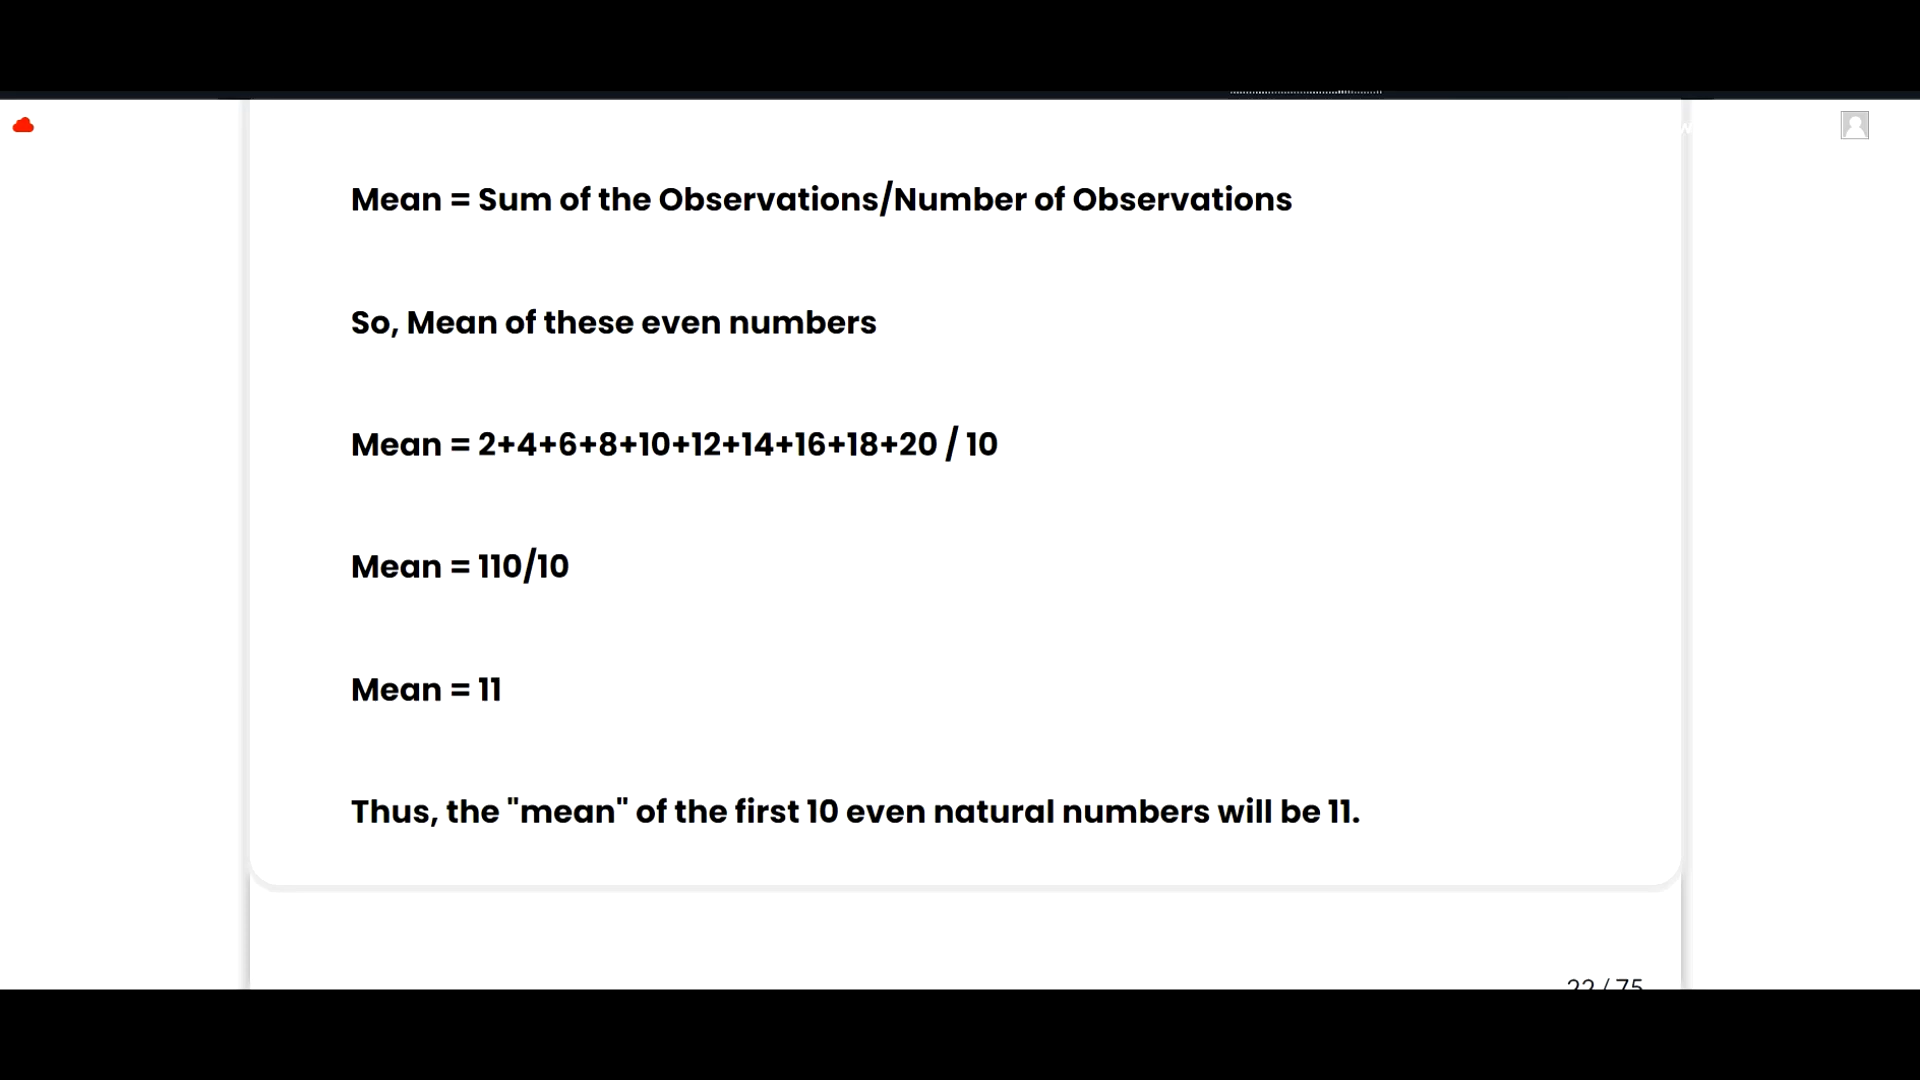 Mean = Sum of the Observations/Number of Observations
So, Mean of these even numbers
Mean = 2+4+6+8+10+12+14+16+18+20 / 10
Mean = 110/10
Mean = 11
Thus, the "mean" of the first 10 even natural numbers will be 11.
22 / 75